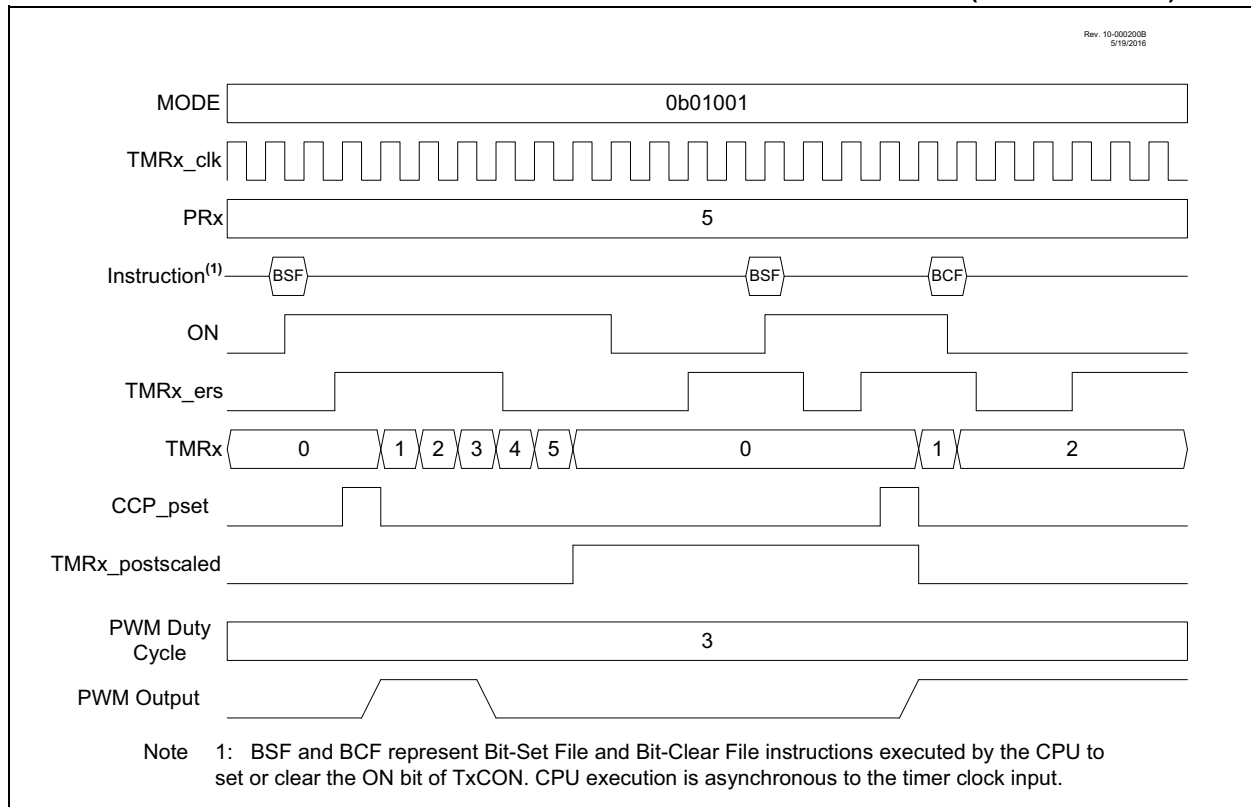 Rev. 10-000200B
5/19/2016
MODE 0b01001
TMRx_clk
PRx 5
Instruction(1) BSF BSF BCF
ON
TMRx_ers
TMRx 0 1 2 3 4 5 0 1 2
CCP_pset
TMRx_postscaled
PWM Duty
Cycle 3
PWM Output
Note 1: BSF and BCF represent Bit-Set File and Bit-Clear File instructions executed by the CPU to
set or clear the ON bit of TxCON. CPU execution is asynchronous to the timer clock input.